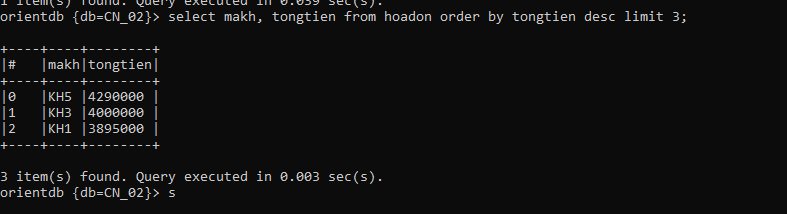 1 item(s) found. Query executed in 0.039 sec(s).
orientdb {db=CN_02}> select makh, tongtien from hoadon order by tongtien desc limit 3;
+----+----+--------+
|#   |makh|tongtien|
+----+----+--------+
|0   |KH5 |4290000 |
|1   |KH3 |4000000 |
|2   |KH1 |3895000 |
+----+----+--------+
3 item(s) found. Query executed in 0.003 sec(s).
orientdb {db=CN_02}> s